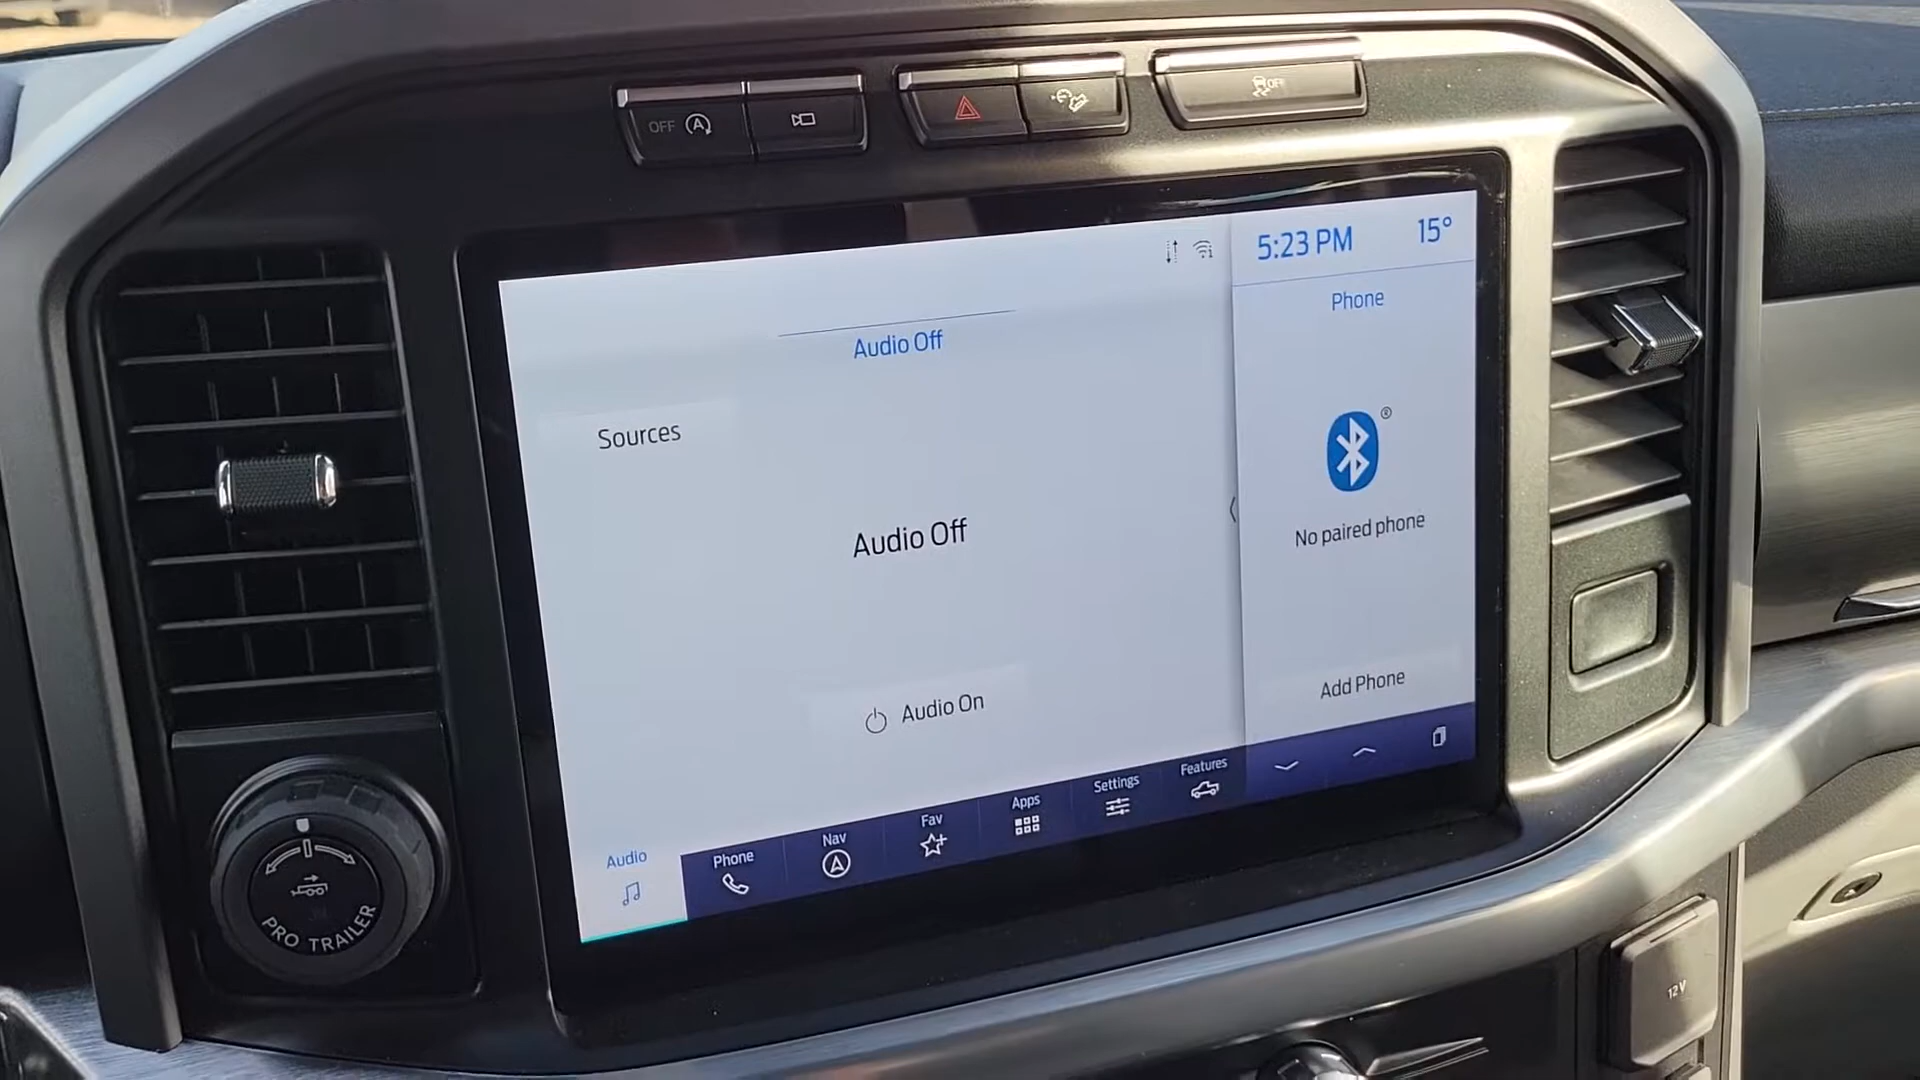 OFF
OFF
5:23 PM
15°
Phone
Audio Off
®
Sources
Audio Off
No paired phone
Add Phone
Audio On
Audio
Phone
Nav
Fav
Apps
Settings
Features
PRO TRAILER
12V